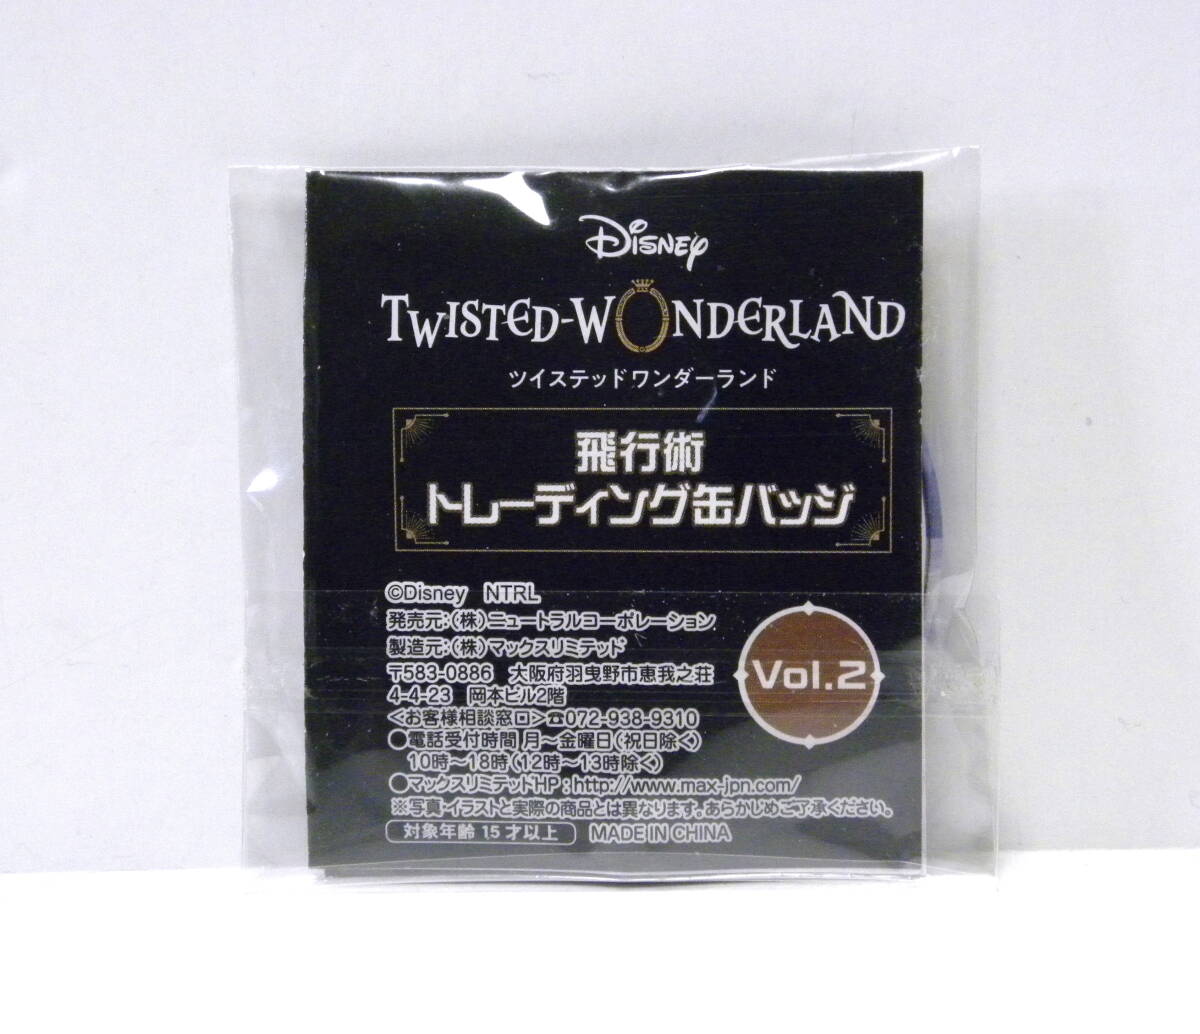 Disney
TWISTED-WONDERLAND
ツイステッドワンダーランド
飛行術
トレーディング缶バッジ
©Disney NTRL
発売元:(株)ニュートラルコーポレーション
製造元:(株)マックスリミテッド
〒583-0886 大阪府羽曳野市恵我之荘
4-4-23 岡本ビル2階
<お客様相談窓口>☎072-938-9310
●電話受付時間 月～金曜日(祝日除く)
10時～18時(12時～13時除く)
●マックスリミテッドHP:http://www.max-jpn.com/
※写真・イラストと実際の商品とは異なります。あらかじめご了承ください。
対象年齢 15才以上 MADE IN CHINA
Vol.2